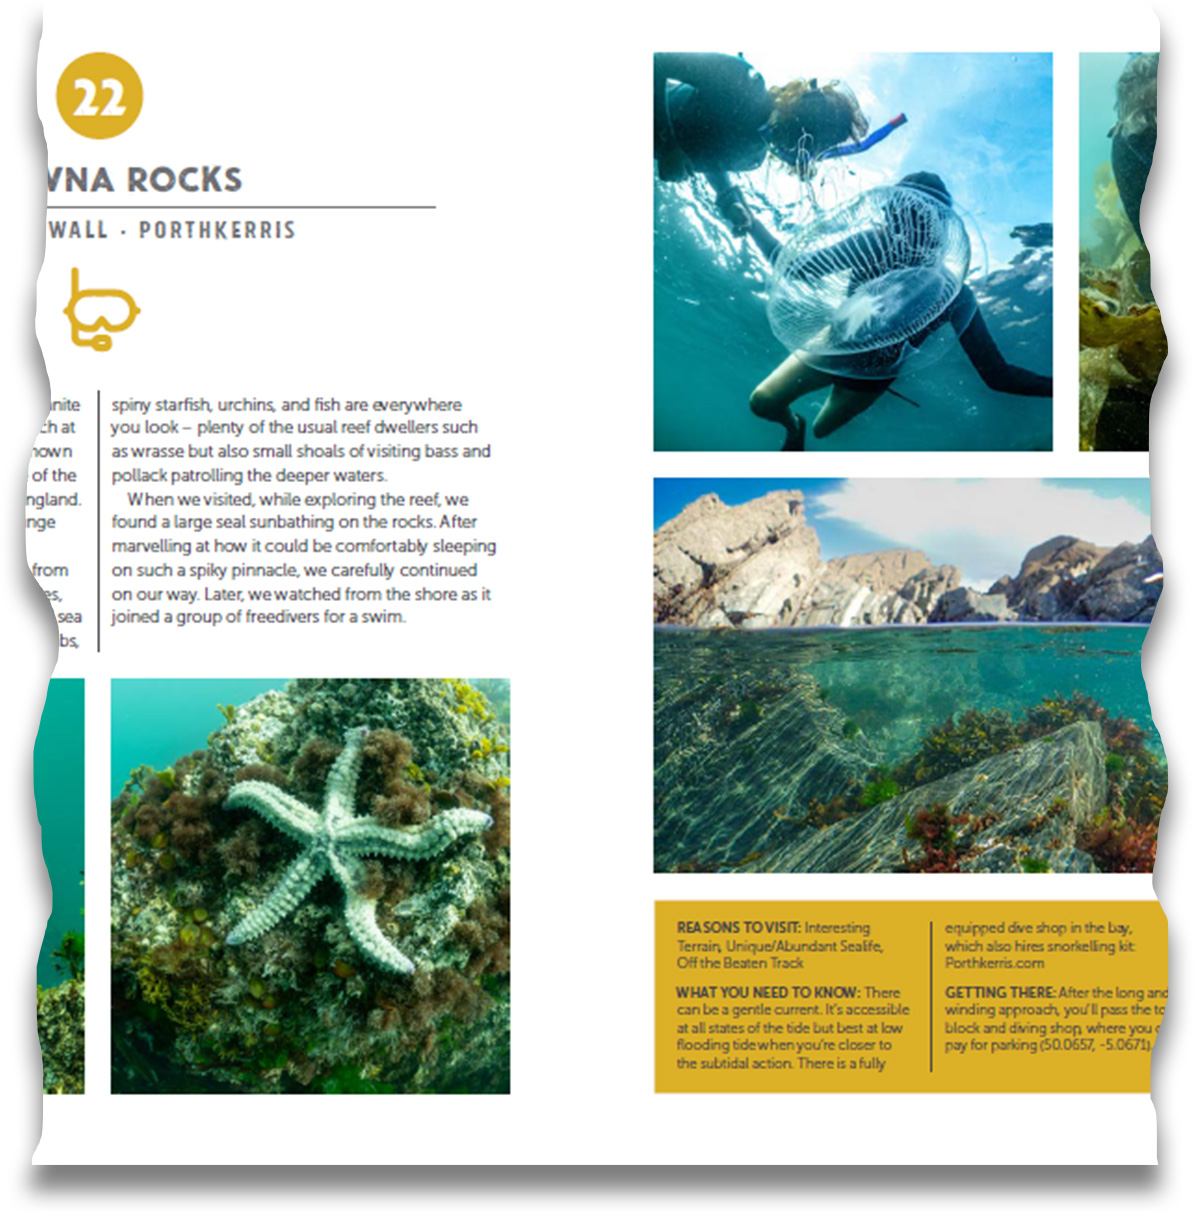 22
VNA ROCKS
WALL · PORTHKERRIS
nite
ch at
nown
of the
ngland.
nge
from
es,
sea
bs,
spiny starfish, urchins, and fish are everywhere
you look – plenty of the usual reef dwellers such
as wrasse but also small shoals of visiting bass and
pollack patrolling the deeper waters.
When we visited, while exploring the reef, we
found a large seal sunbathing on the rocks. After
marvelling at how it could be comfortably sleeping
on such a spiky pinnacle, we carefully continued
on our way. Later, we watched from the shore as it
joined a group of freedivers for a swim.
REASONS TO VISIT: Interesting
Terrain, Unique/Abundant Sealife,
Off the Beaten Track
WHAT YOU NEED TO KNOW: There
can be a gentle current. It's accessible
at all states of the tide but best at low
flooding tide when you're closer to
the subtidal action. There is a fully
equipped dive shop in the bay,
which also hires snorkelling kit:
Porthkerris.com
GETTING THERE: After the long and
winding approach, you'll pass the to
block and diving shop, where you c
pay for parking (50.0657, -5.0671).